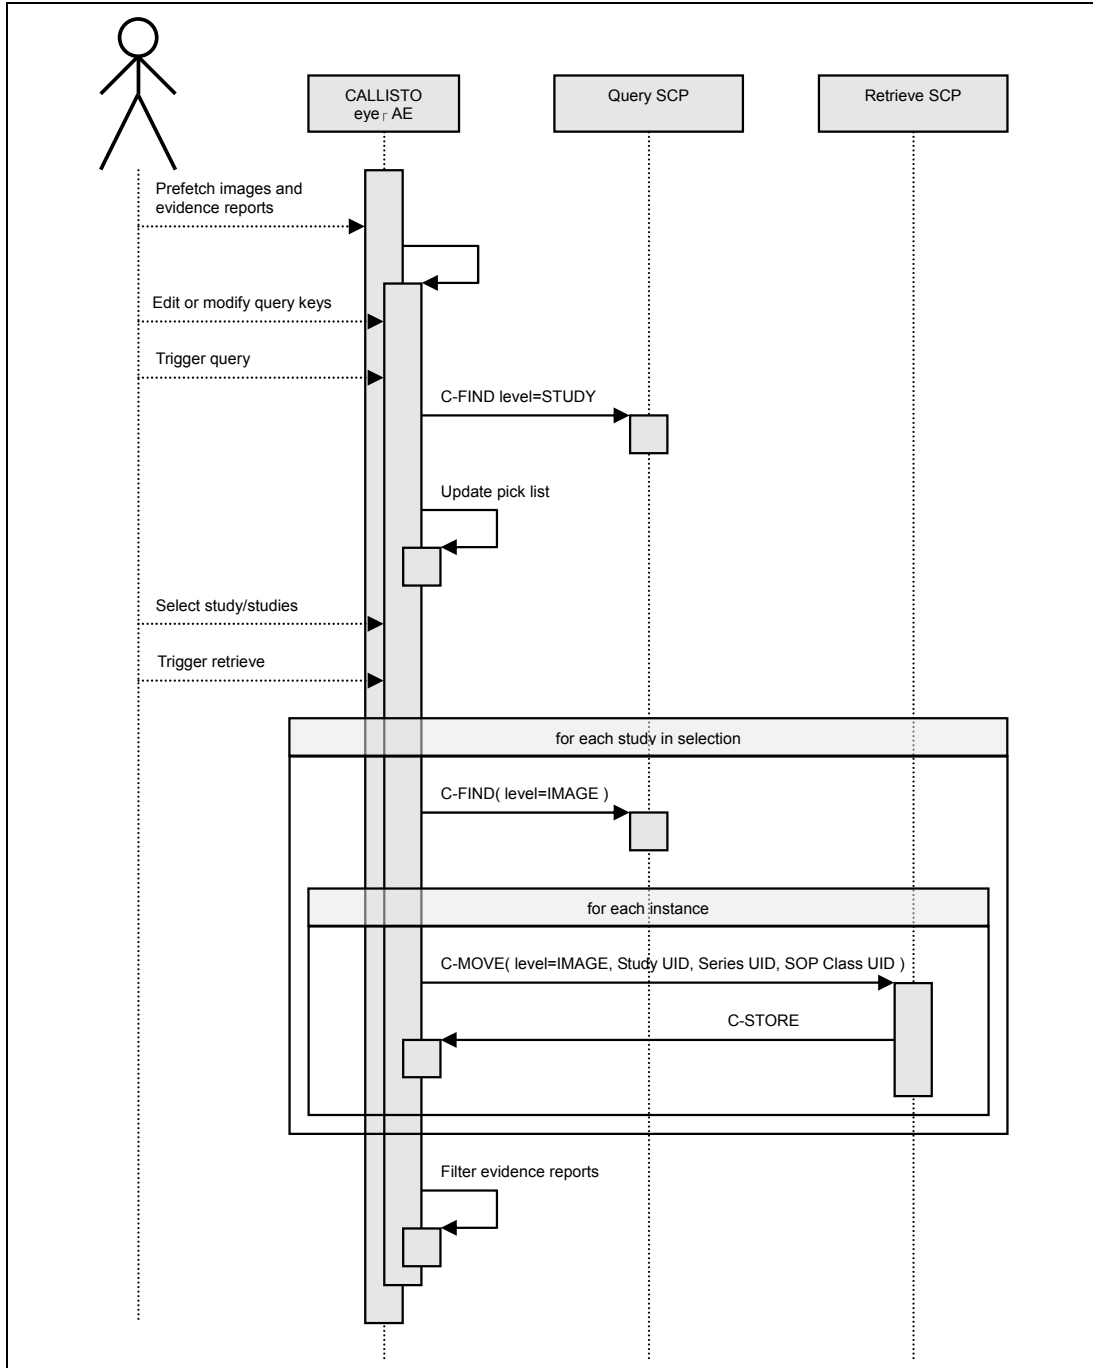 CALLISTO
eye┌ AE
Query SCP
Retrieve SCP
Prefetch images and
evidence reports
Edit or modify query keys
Trigger query
C-FIND level=STUDY
Update pick list
Select study/studies
Trigger retrieve
for each study in selection
C-FIND( level=IMAGE )
for each instance
C-MOVE( level=IMAGE, Study UID, Series UID, SOP Class UID )
C-STORE
Filter evidence reports